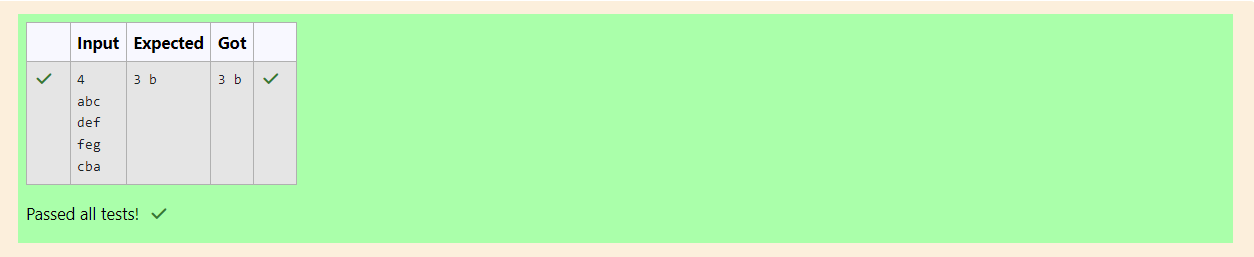 Input Expected Got
4 3 b 3 b
abc
def
feg
cba
Passed all tests!